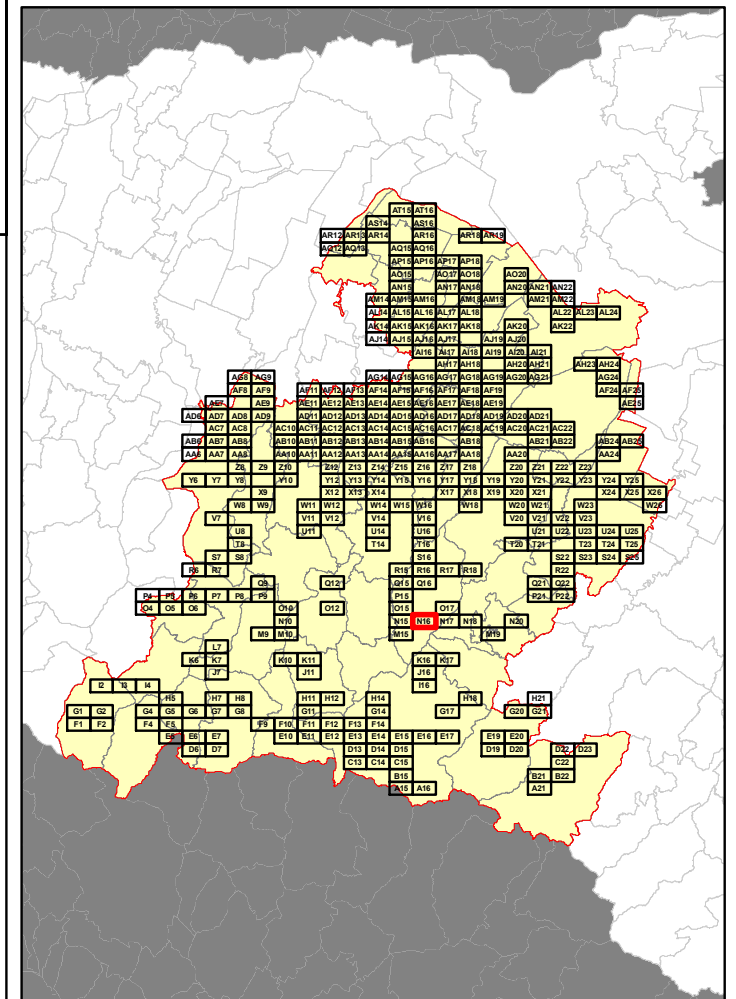 AT15 AT16
AS14 AS16
AR12 AR13 AR14 AR16 AR18 AR19
AQ12 AQ13 AQ15 AQ16
AP15 AP16 AP17 AP18
AO15 AO17 AO18 AO20
AN15 AN17 AN18 AN20 AN21 AN22
AM14 AM15 AM16 AM18 AM19 AM21 AM22
AL14 AL15 AL16 AL17 AL18 AL22 AL23 AL24
AK14 AK15 AK16 AK17 AK18 AK20 AK22
AJ14 AJ15 AJ16 AJ17 AJ19 AJ20
AI16 AI17 AI18 AI19 AI20 AI21
AH17 AH18 AH20 AH21 AH23 AH24
AG8 AG9 AG14 AG15 AG16 AG17 AG18 AG19 AG20 AG21 AG24
AF8 AF9 AF11 AF12 AF13 AF14 AF15 AF16 AF17 AF18 AF19 AF24 AF25
AE7 AE9 AE11 AE12 AE13 AE14 AE15 AE16 AE17 AE18 AE19 AE25
AD6 AD7 AD8 AD9 AD11 AD12 AD13 AD14 AD15 AD16 AD17 AD18 AD19 AD20 AD21
AC7 AC8 AC10 AC11 AC12 AC13 AC14 AC15 AC16 AC17 AC18 AC19 AC20 AC21 AC22
AB6 AB7 AB8 AB10 AB11 AB12 AB13 AB14 AB15 AB16 AB18 AB21 AB22 AB24 AB25
AA6 AA7 AA8 AA10 AA11 AA12 AA13 AA14 AA15 AA16 AA17 AA18 AA20 AA24
Z8 Z9 Z10 Z12 Z13 Z14 Z15 Z16 Z17 Z18 Z20 Z21 Z22 Z23
Y6 Y7 Y8 Y10 Y12 Y13 Y14 Y15 Y16 Y17 Y18 Y19 Y20 Y21 Y22 Y23 Y24 Y25
X9 X12 X13 X14 X17 X18 X19 X20 X21 X24 X25 X26
W8 W9 W11 W12 W14 W15 W16 W18 W20 W21 W23 W26
V7 V11 V12 V14 V16 V20 V21 V22 V23
U8 U11 U14 U16 U21 U22 U23 U24 U25
T8 T14 T16 T20 T21 T23 T24 T25
S7 S8 S16 S22 S23 S24 S25
R6 R7 R15 R16 R17 R18 R22
Q9 Q12 Q15 Q16 Q21 Q22
P4 P5 P6 P7 P8 P9 P15 P21 P22
O4 O5 O6 O10 O12 O15 O17
N10 N15 N16 N17 N18 N20
M9 M10 M15 M19
L7
K6 K7 K10 K11 K16 K17
J7 J11 J16
I2 I3 I4 I16
H5 H7 H8 H11 H12 H14 H18 H21
G1 G2 G4 G5 G6 G7 G8 G11 G14 G17 G20 G21
F1 F2 F4 F5 F9 F10 F11 F12 F13 F14
E5 E6 E7 E10 E11 E12 E13 E14 E15 E16 E17 E19 E20
D6 D7 D13 D14 D15 D19 D20 D22 D23
C13 C14 C15 C22
B15 B21 B22
A15 A16 A21